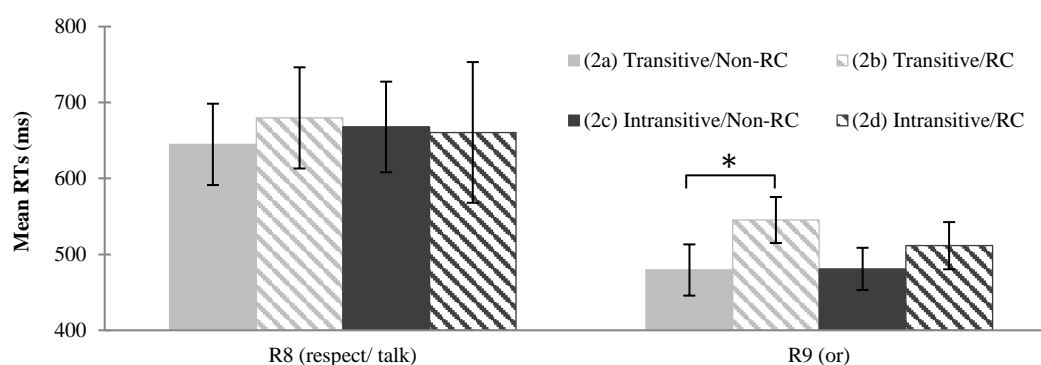 800
700
600
500
400
Mean RTs (ms)
(2a) Transitive/Non-RC
(2b) Transitive/RC
(2c) Intransitive/Non-RC
(2d) Intransitive/RC
*
R8 (respect/ talk)
R9 (or)